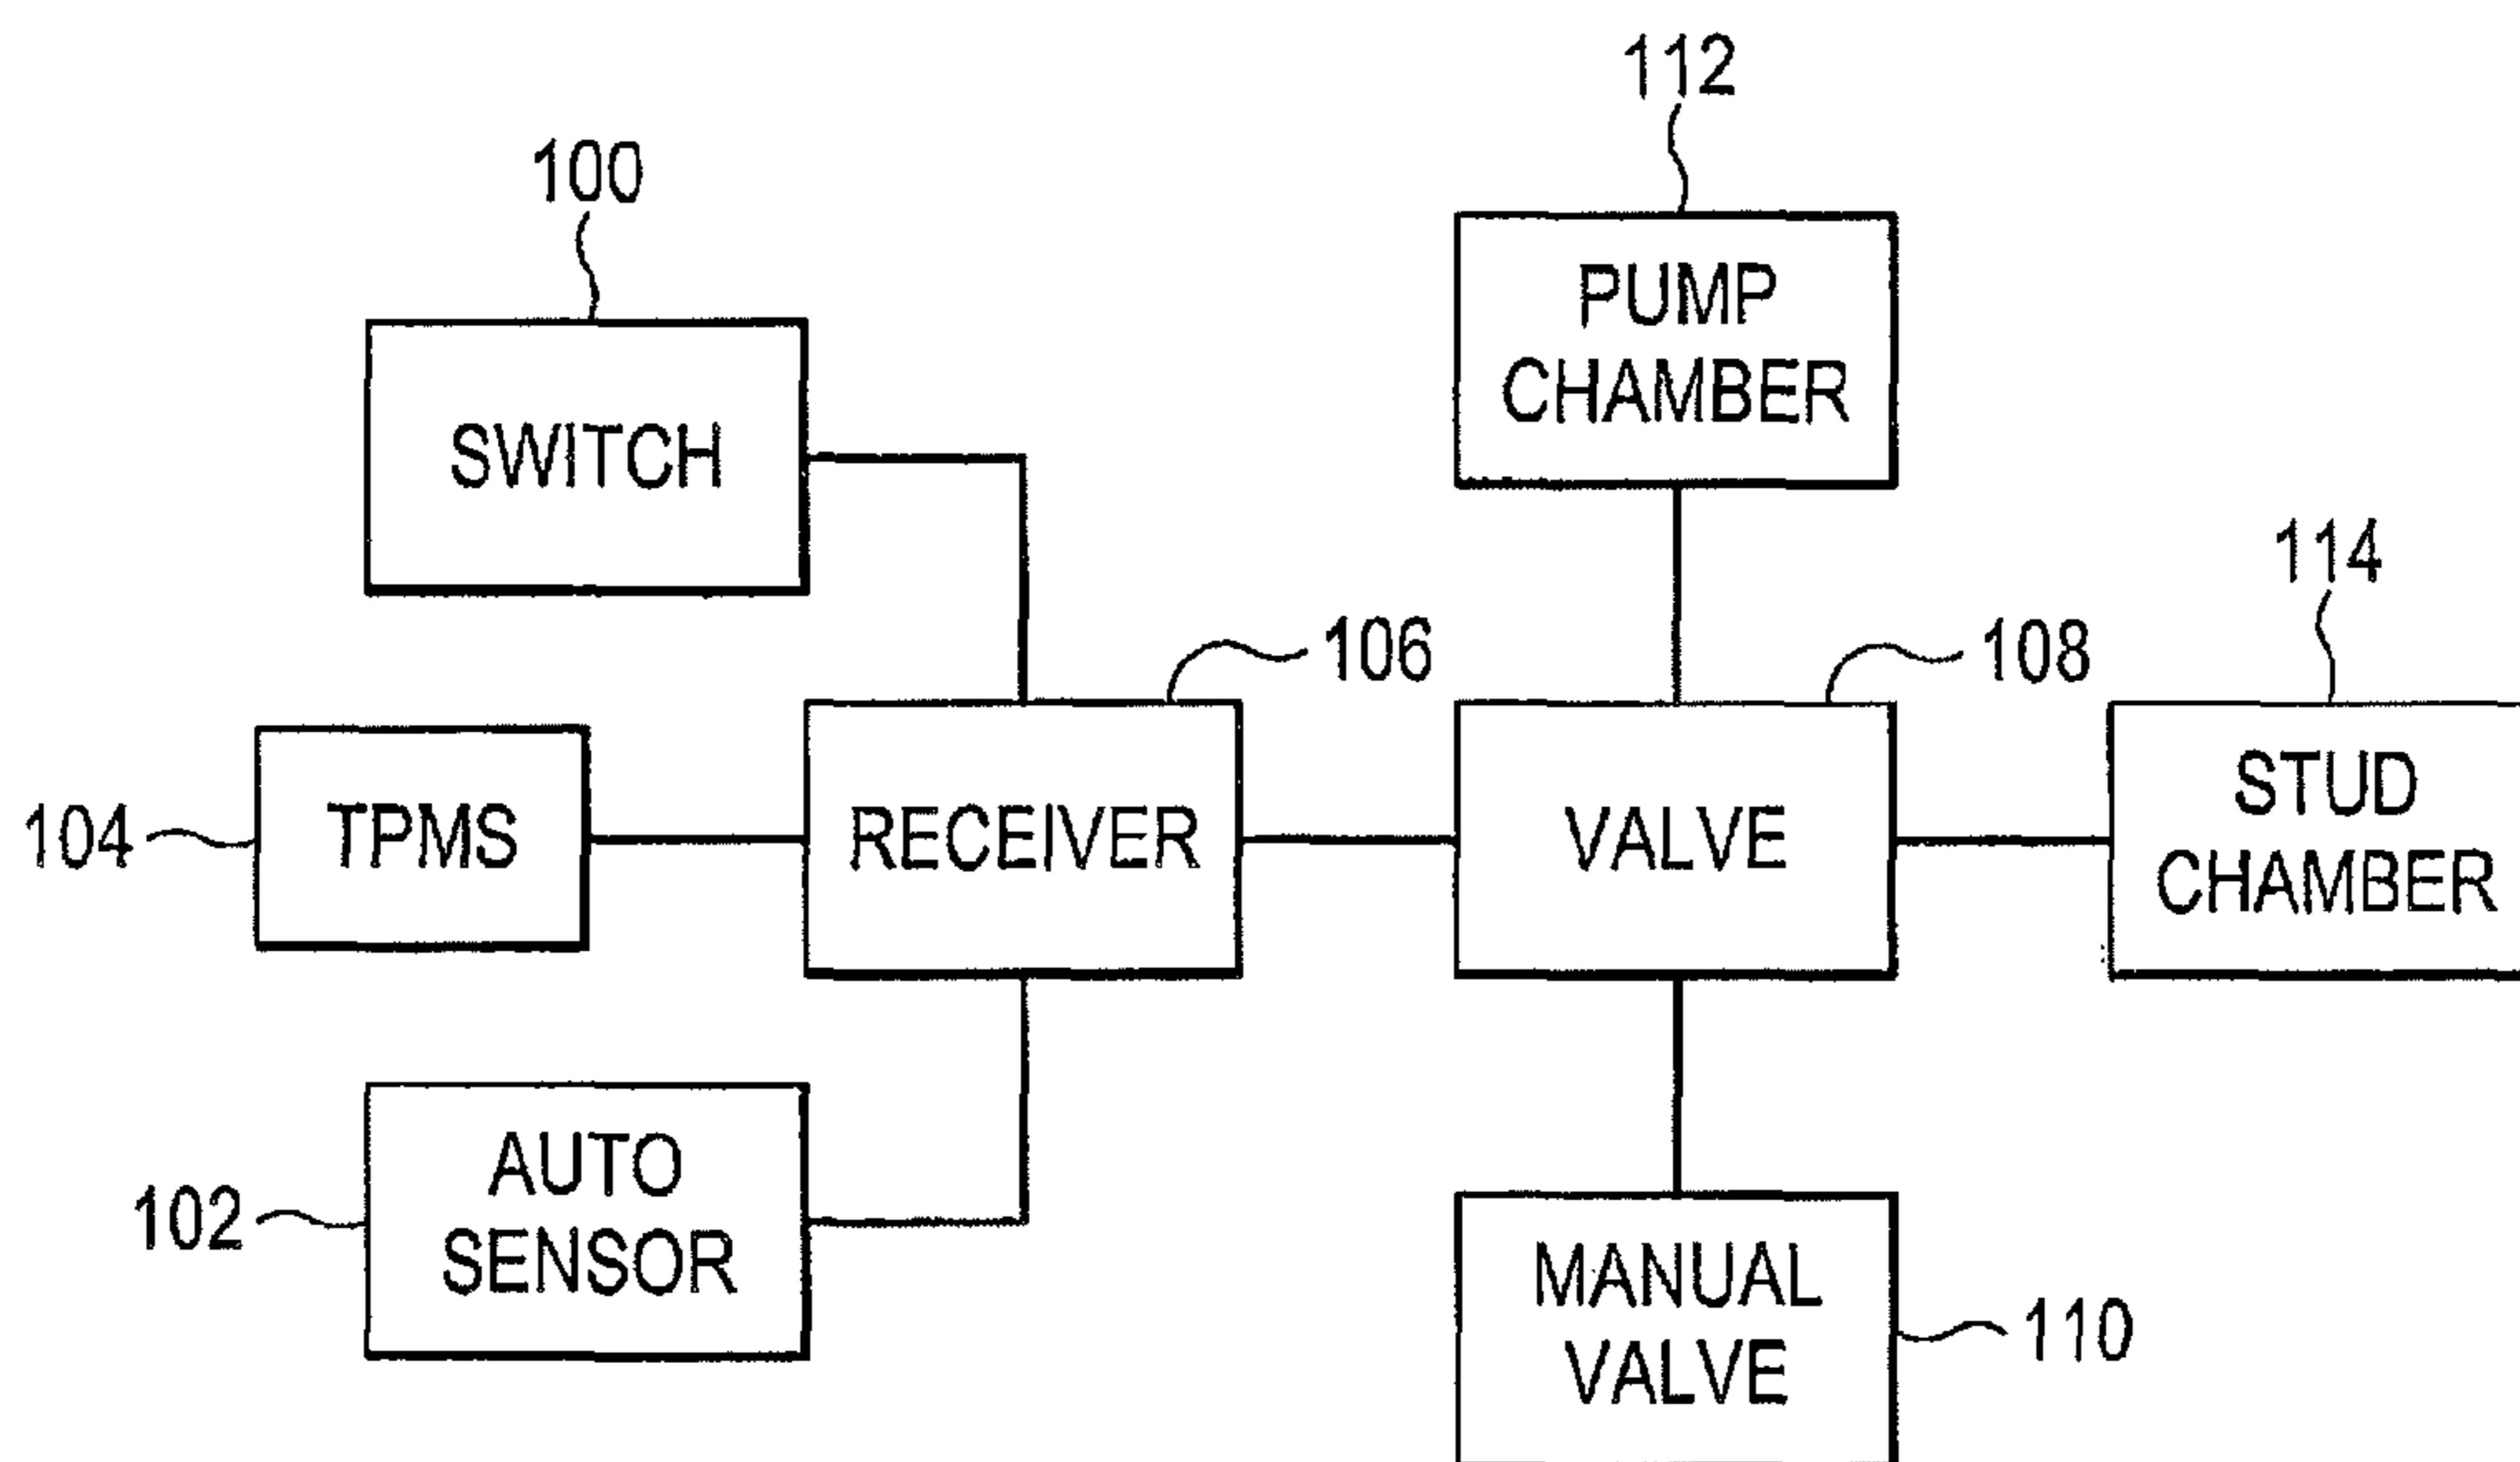 112
100
PUMP
CHAMBER
SWITCH
114
106
108
104
TPMS
RECEIVER
VALVE
STUD
CHAMBER
102
AUTO
SENSOR
MANUAL
VALVE
110